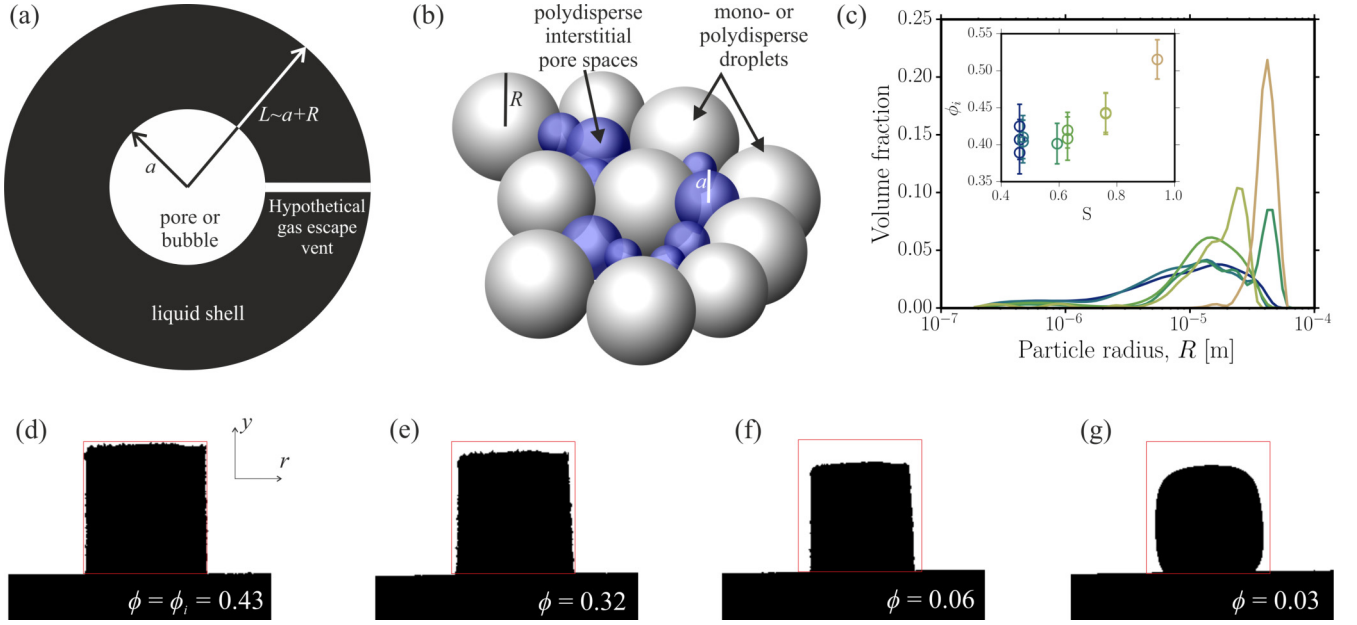 (a)
L~a+R
a
pore or
bubble
Hypothetical
gas escape
vent
liquid shell
(b)
polydisperse
interstitial
pore spaces
mono- or
polydisperse
droplets
R
a
(c)
Volume fraction
0.25
0.20
0.15
0.10
0.05
0.00
10⁻⁷
10⁻⁶
10⁻⁵
10⁻⁴
Particle radius, R [m]
ϕᵢ
0.55
0.50
0.45
0.40
0.35
0.4
0.6
0.8
1.0
S
(d)
y
r
ϕ = ϕᵢ = 0.43
(e)
ϕ = 0.32
(f)
ϕ = 0.06
(g)
ϕ = 0.03